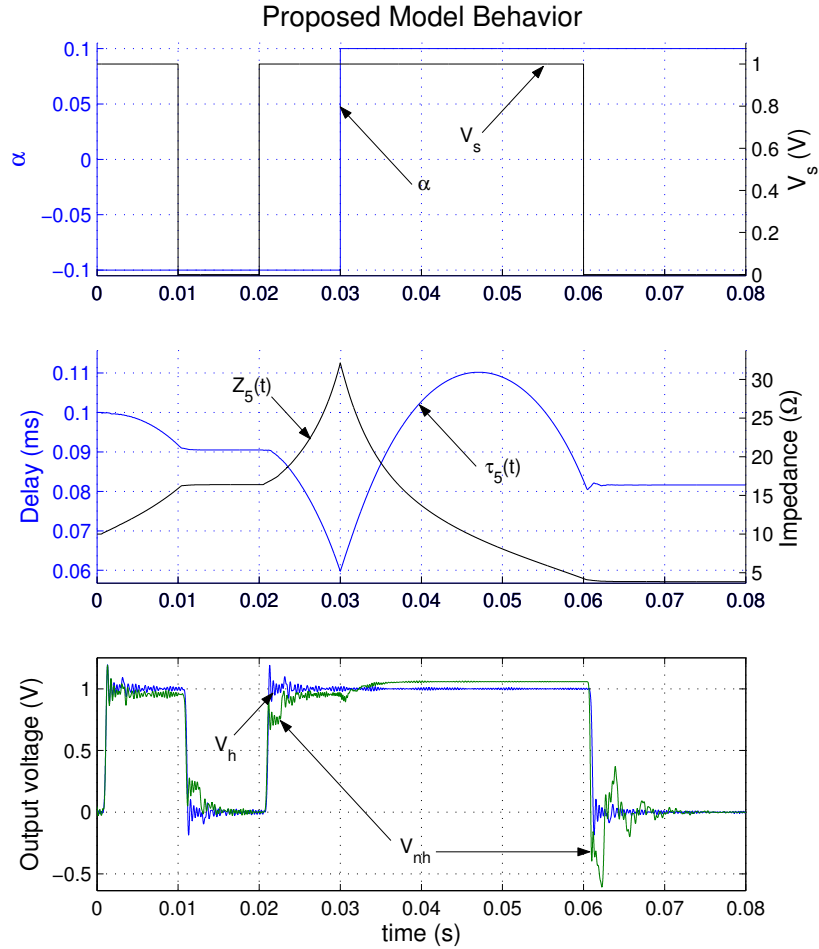 Proposed Model Behavior
0.1
0.05
0
−0.05
−0.1
α
1
0.8
0.6
0.4
0.2
0
V_s (V)
V_s
α
0 0.01 0.02 0.03 0.04 0.05 0.06 0.07 0.08
0.11
0.1
0.09
0.08
0.07
0.06
Delay (ms)
30
25
20
15
10
5
Impedance (Ω)
Z_5(t)
τ_5(t)
0 0.01 0.02 0.03 0.04 0.05 0.06 0.07 0.08
1
0.5
0
−0.5
Output voltage (V)
V_h
V_nh
0 0.01 0.02 0.03 0.04 0.05 0.06 0.07 0.08
time (s)